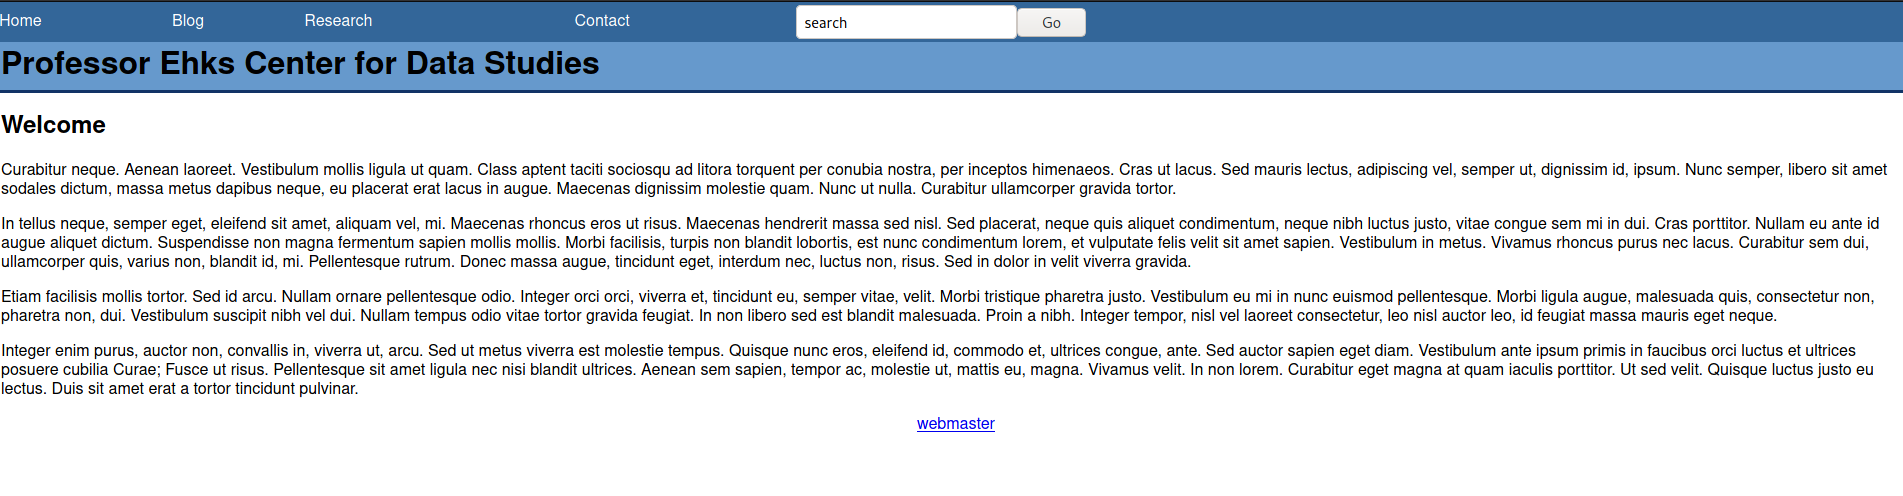 Home Blog Research Contact search Go
Professor Ehks Center for Data Studies
Welcome
Curabitur neque. Aenean laoreet. Vestibulum mollis ligula ut quam. Class aptent taciti sociosqu ad litora torquent per conubia nostra, per inceptos himenaeos. Cras ut lacus. Sed mauris lectus, adipiscing vel, semper ut, dignissim id, ipsum. Nunc semper, libero sit amet
sodales dictum, massa metus dapibus neque, eu placerat erat lacus in augue. Maecenas dignissim molestie quam. Nunc ut nulla. Curabitur ullamcorper gravida tortor.
In tellus neque, semper eget, eleifend sit amet, aliquam vel, mi. Maecenas rhoncus eros ut risus. Maecenas hendrerit massa sed nisl. Sed placerat, neque quis aliquet condimentum, neque nibh luctus justo, vitae congue sem mi in dui. Cras porttitor. Nullam eu ante id
augue aliquet dictum. Suspendisse non magna fermentum sapien mollis mollis. Morbi facilisis, turpis non blandit lobortis, est nunc condimentum lorem, et vulputate felis velit sit amet sapien. Vestibulum in metus. Vivamus rhoncus purus nec lacus. Curabitur sem dui,
ullamcorper quis, varius non, blandit id, mi. Pellentesque rutrum. Donec massa augue, tincidunt eget, interdum nec, luctus non, risus. Sed in dolor in velit viverra gravida.
Etiam facilisis mollis tortor. Sed id arcu. Nullam ornare pellentesque odio. Integer orci orci, viverra et, tincidunt eu, semper vitae, velit. Morbi tristique pharetra justo. Vestibulum eu mi in nunc euismod pellentesque. Morbi ligula augue, malesuada quis, consectetur non,
pharetra non, dui. Vestibulum suscipit nibh vel dui. Nullam tempus odio vitae tortor gravida feugiat. In non libero sed est blandit malesuada. Proin a nibh. Integer tempor, nisl vel laoreet consectetur, leo nisl auctor leo, id feugiat massa mauris eget neque.
Integer enim purus, auctor non, convallis in, viverra ut, arcu. Sed ut metus viverra est molestie tempus. Quisque nunc eros, eleifend id, commodo et, ultrices congue, ante. Sed auctor sapien eget diam. Vestibulum ante ipsum primis in faucibus orci luctus et ultrices
posuere cubilia Curae; Fusce ut risus. Pellentesque sit amet ligula nec nisi blandit ultrices. Aenean sem sapien, tempor ac, molestie ut, mattis eu, magna. Vivamus velit. In non lorem. Curabitur eget magna at quam iaculis porttitor. Ut sed velit. Quisque luctus justo eu
lectus. Duis sit amet erat a tortor tincidunt pulvinar.
webmaster